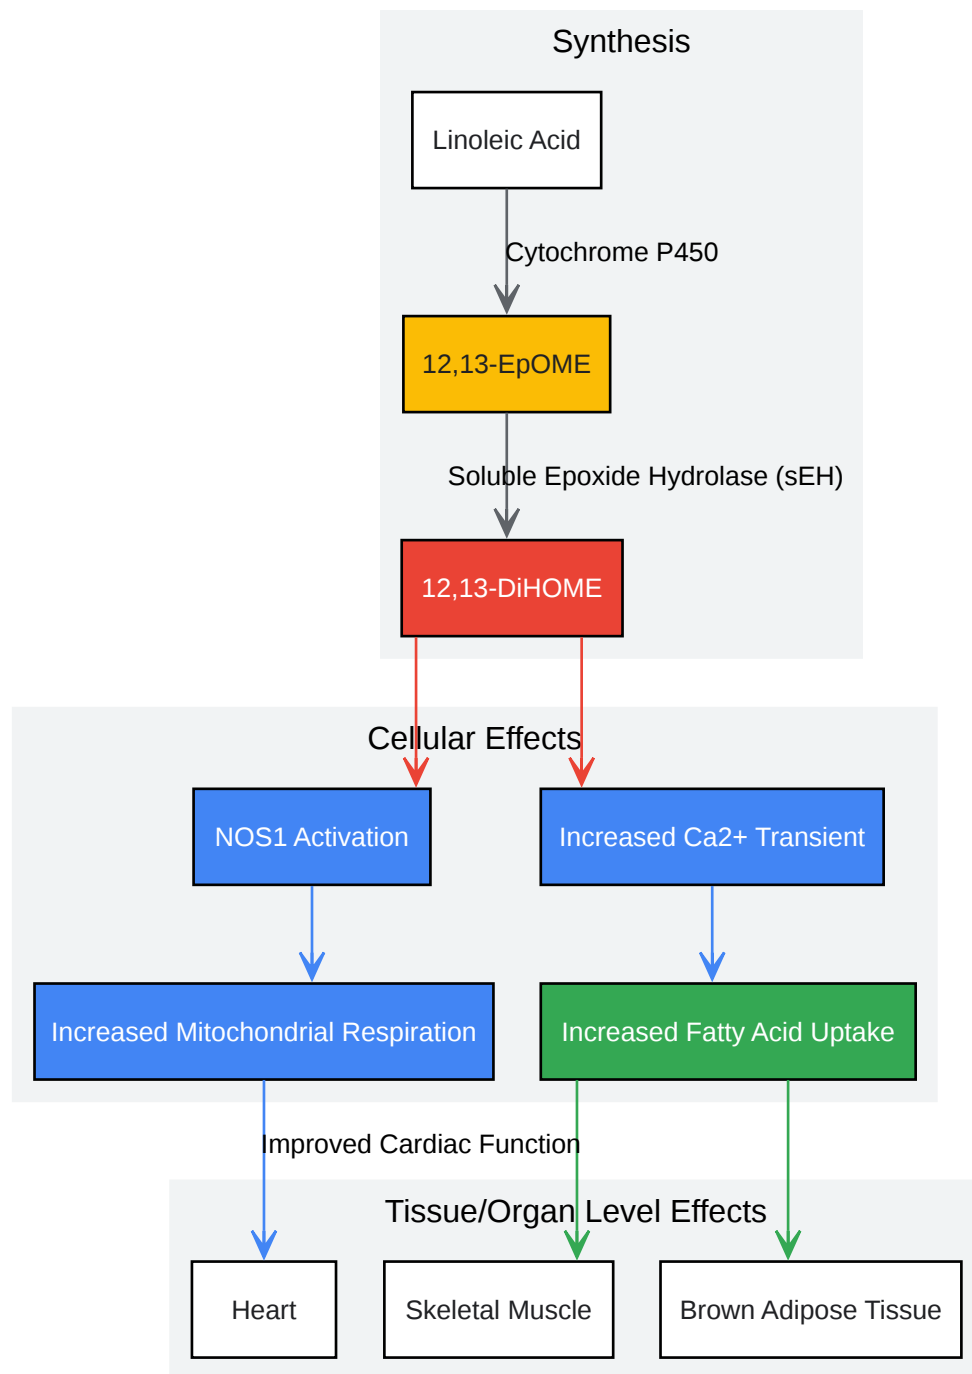 Synthesis
Linoleic Acid
Cytochrome P450
12,13-EpOME
Soluble Epoxide Hydrolase (sEH)
12,13-DiHOME
Cellular Effects
NOS1 Activation
Increased Ca2+ Transient
Increased Mitochondrial Respiration
Increased Fatty Acid Uptake
Improved Cardiac Function
Tissue/Organ Level Effects
Heart
Skeletal Muscle
Brown Adipose Tissue